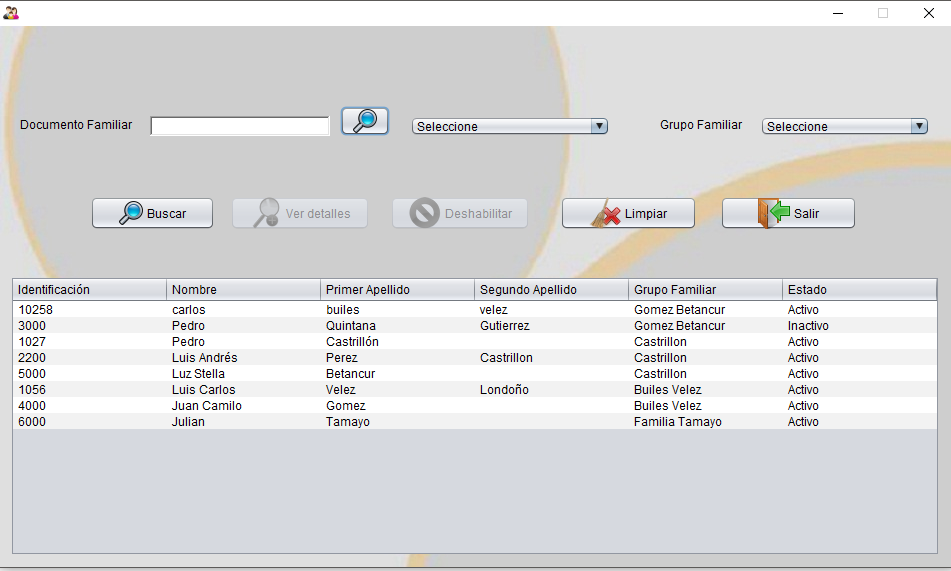 Documento Familiar Seleccione Grupo Familiar Seleccione
Buscar Ver detalles Deshabilitar Limpiar Salir
Identificación Nombre Primer Apellido Segundo Apellido Grupo Familiar Estado
10258 carlos builes velez Gomez Betancur Activo
3000 Pedro Quintana Gutierrez Gomez Betancur Inactivo
1027 Pedro Castrillón Castrillon Activo
2200 Luis Andrés Perez Castrillon Castrillon Activo
5000 Luz Stella Betancur Castrillon Activo
1056 Luis Carlos Velez Londoño Builes Velez Activo
4000 Juan Camilo Gomez Builes Velez Activo
6000 Julian Tamayo Familia Tamayo Activo